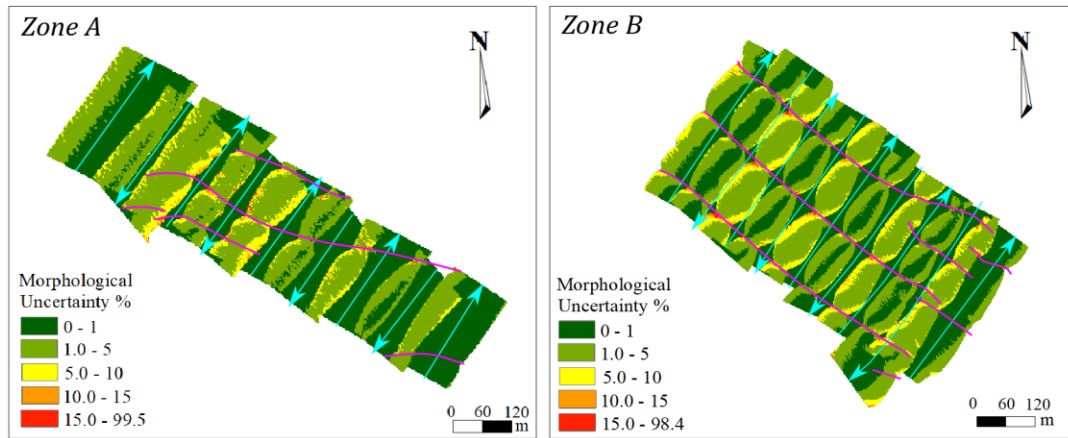 Zone A
N
Morphological
Uncertainty %
0 - 1
1.0 - 5
5.0 - 10
10.0 - 15
15.0 - 99.5
0 60 120
m
Zone B
N
Morphological
Uncertainty %
0 - 1
1.0 - 5
5.0 - 10
10.0 - 15
15.0 - 98.4
0 60 120
m